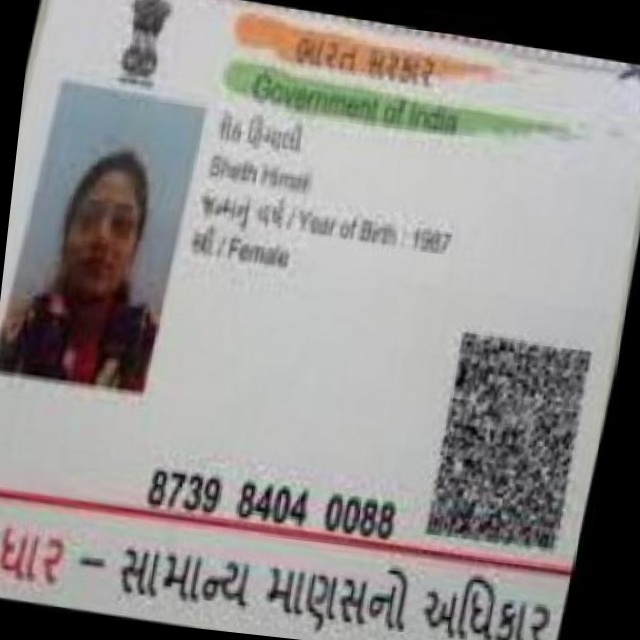 ભારત સરકાર
Government of India
શેઠ હિમાલી
Sheth Himali
જન્મનું વર્ષ / Year of Birth : 1987
સ્ત્રી / Female
8739 8404 0088
ધાર – સામાન્ય માણસનો અધિકાર